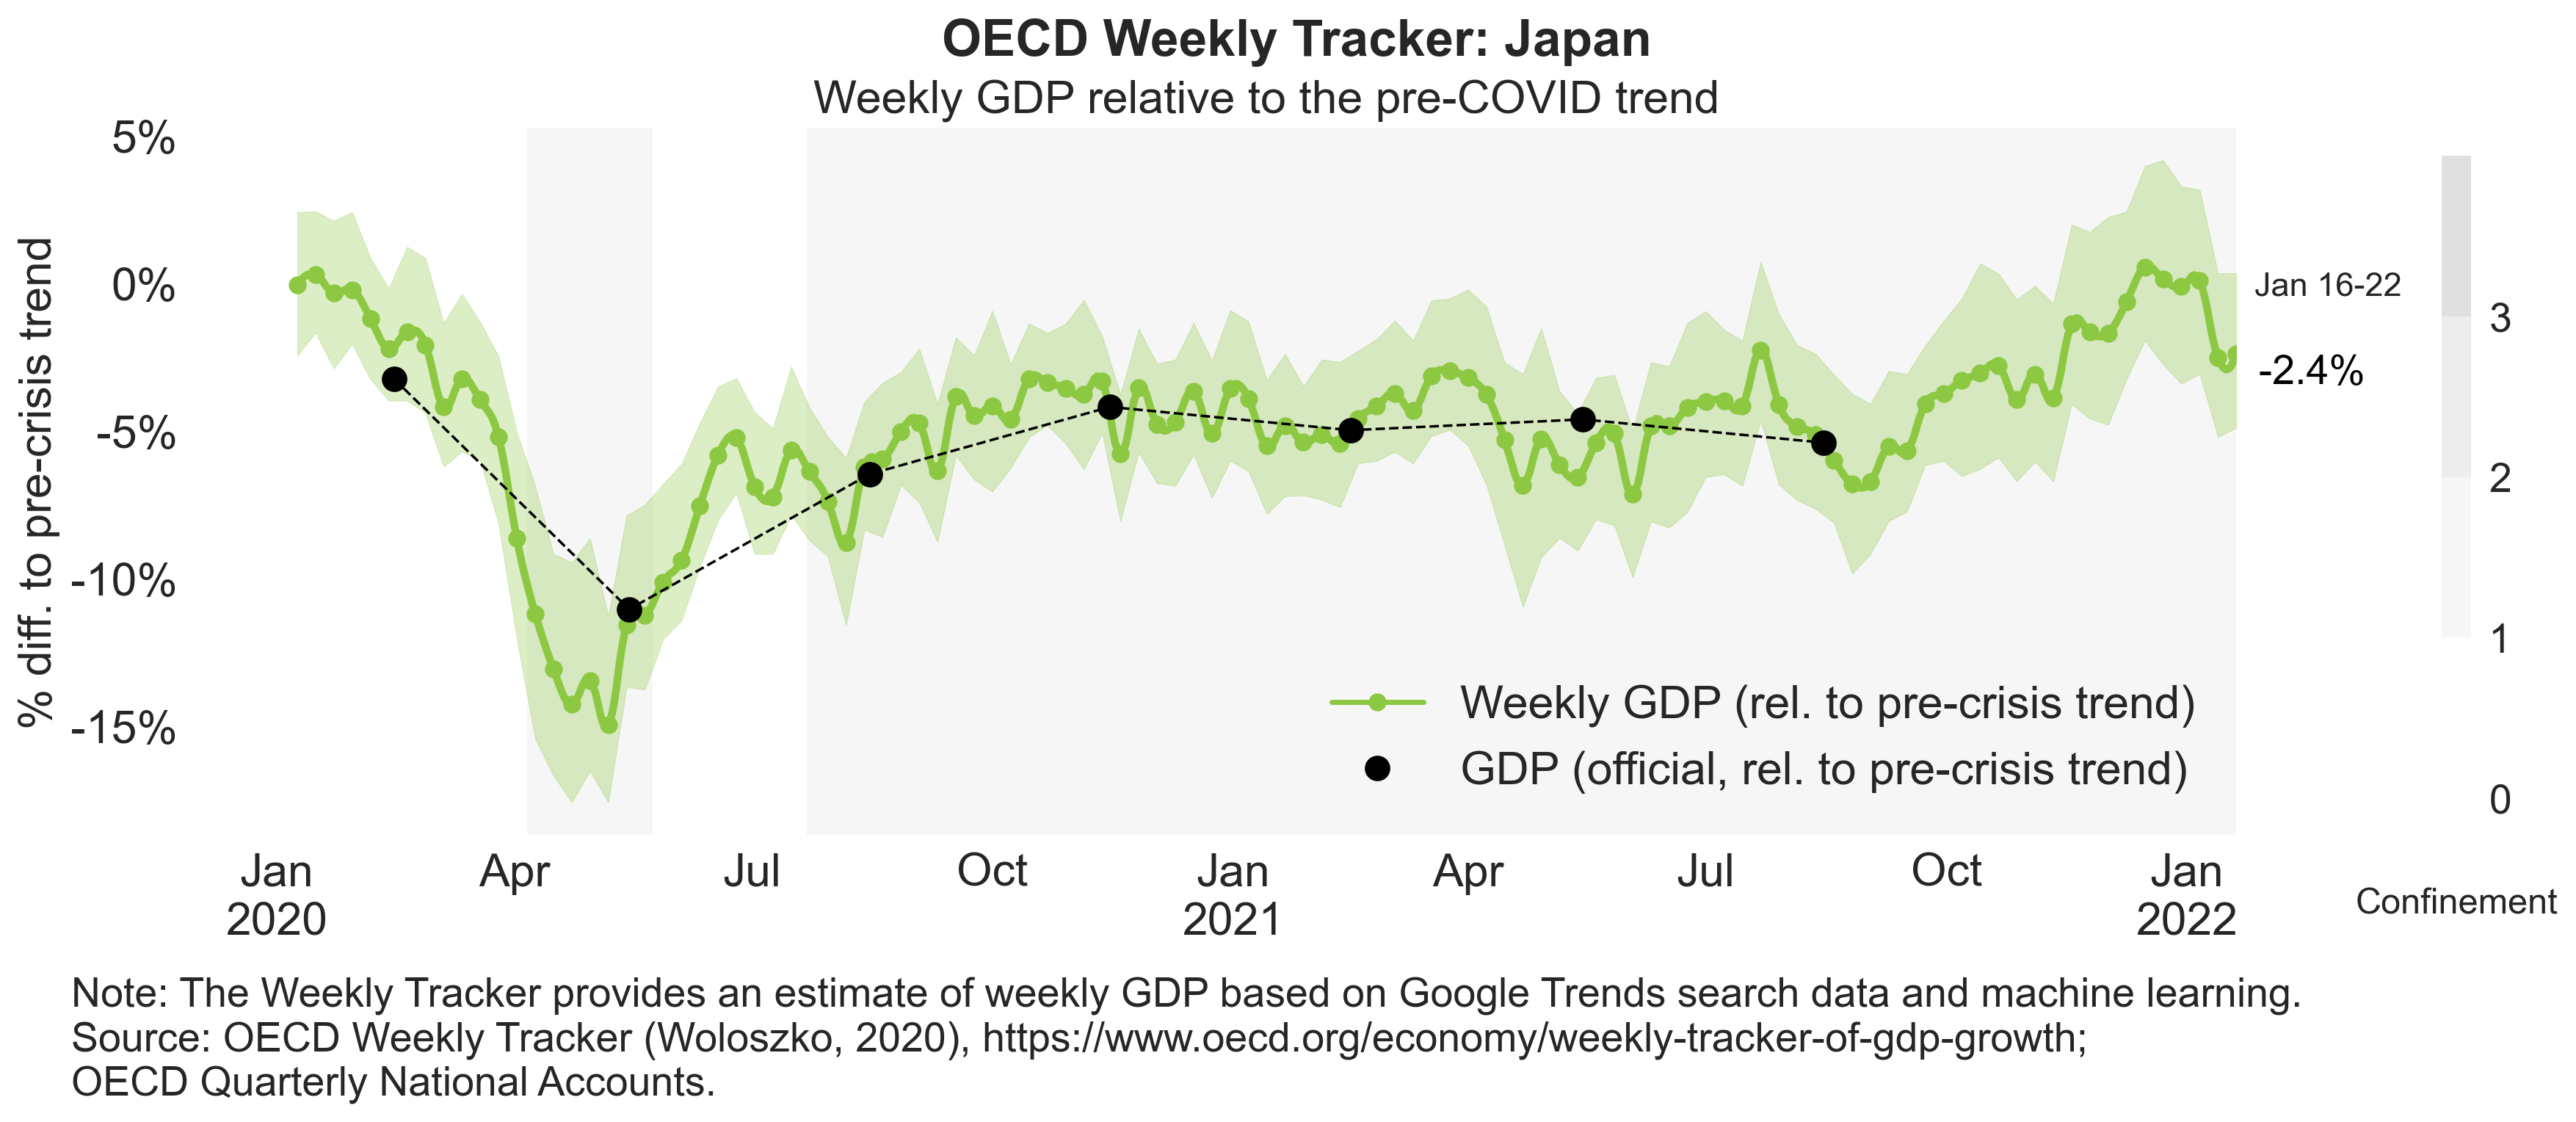 OECD Weekly Tracker: Japan
Weekly GDP relative to the pre-COVID trend
% diff. to pre-crisis trend
5%
0%
-5%
-10%
-15%
Jan 16-22
-2.4%
3
2
1
0
Confinement
Weekly GDP (rel. to pre-crisis trend)
GDP (official, rel. to pre-crisis trend)
Jan Apr Jul Oct Jan Apr Jul Oct Jan
2020 2021 2022
Note: The Weekly Tracker provides an estimate of weekly GDP based on Google Trends search data and machine learning.
Source: OECD Weekly Tracker (Woloszko, 2020), https://www.oecd.org/economy/weekly-tracker-of-gdp-growth;
OECD Quarterly National Accounts.